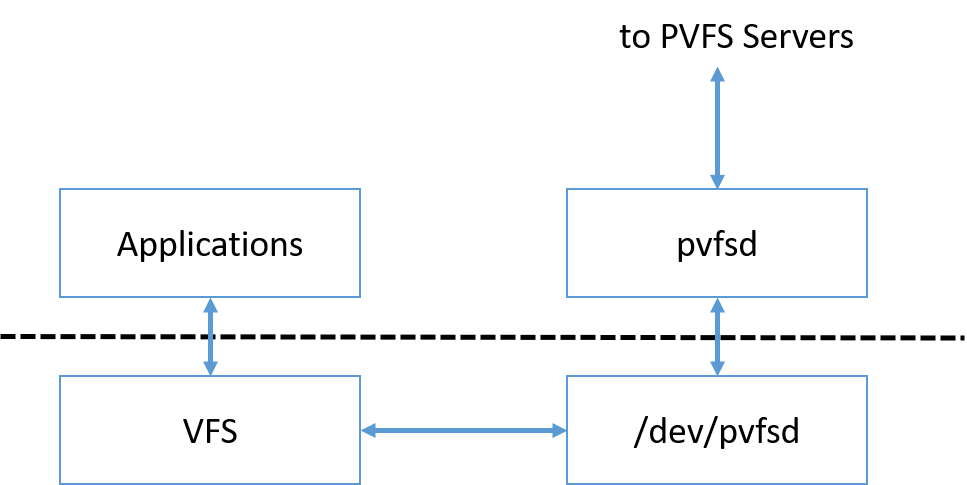 to PVFS Servers
Applications
pvfsd
VFS
/dev/pvfsd